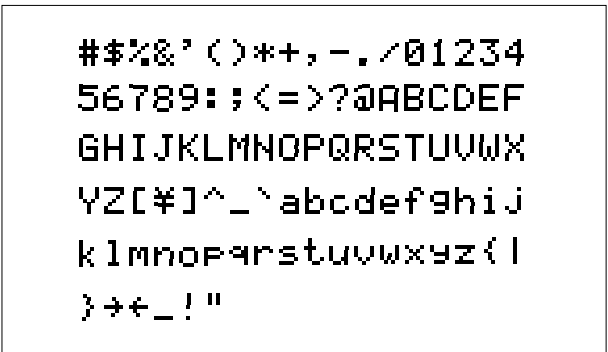 #$%&'()*+,-./01234
56789:;<=>?@ABCDEF
GHIJKLMNOPQRSTUVWX
YZ[¥]^_`abcdefghij
klmnopqrstuvwxyz{|
}→←_!"